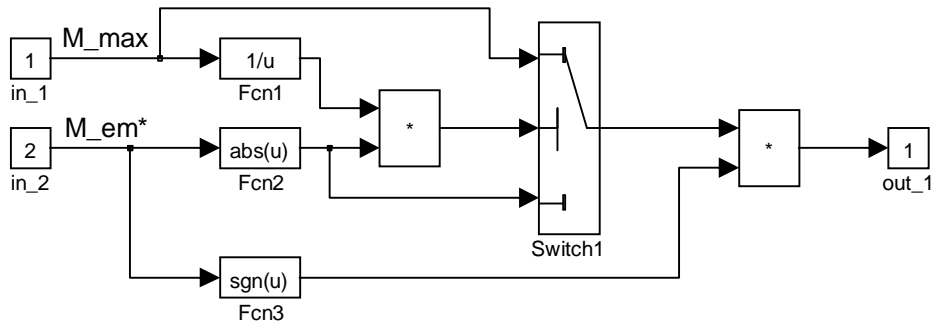 M_max
1
in_1
1/u
Fcn1
*
M_em*
2
in_2
abs(u)
Fcn2
Switch1
*
1
out_1
sgn(u)
Fcn3